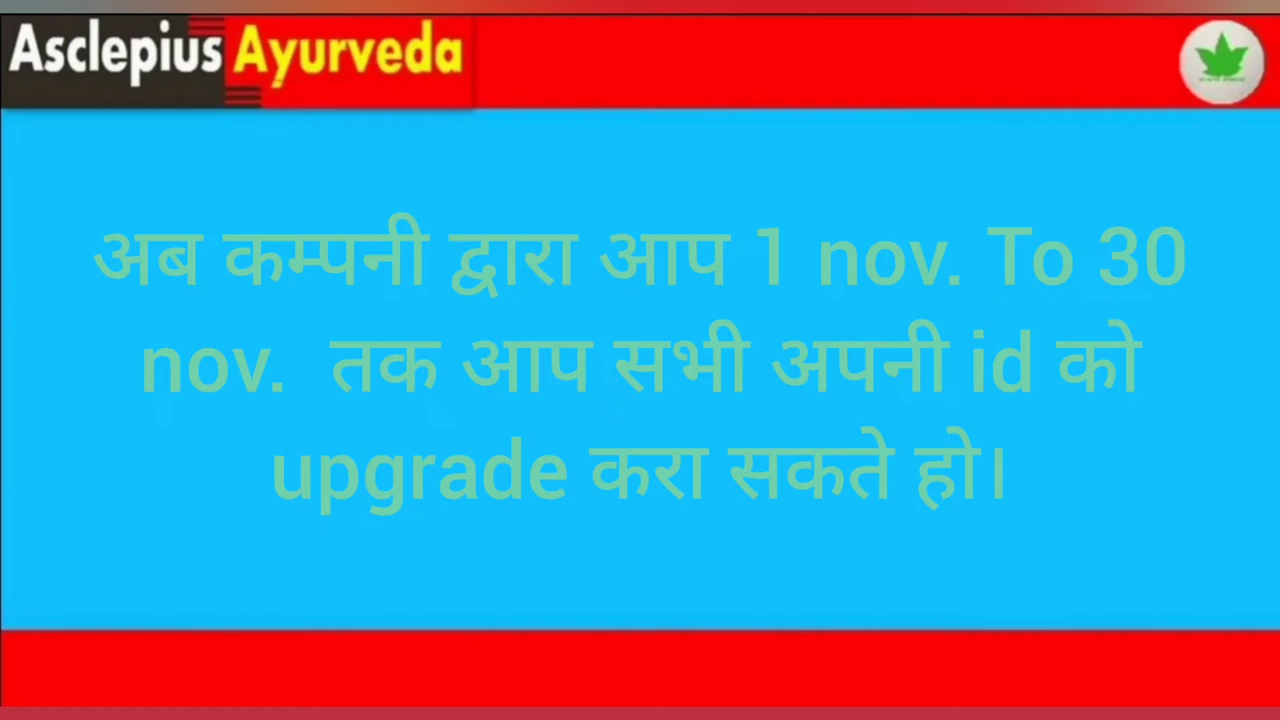 Asclepius Ayurveda
अब कम्पनी द्वारा आप 1 nov. To 30
nov. तक आप सभी अपनी id को
upgrade करा सकते हो।